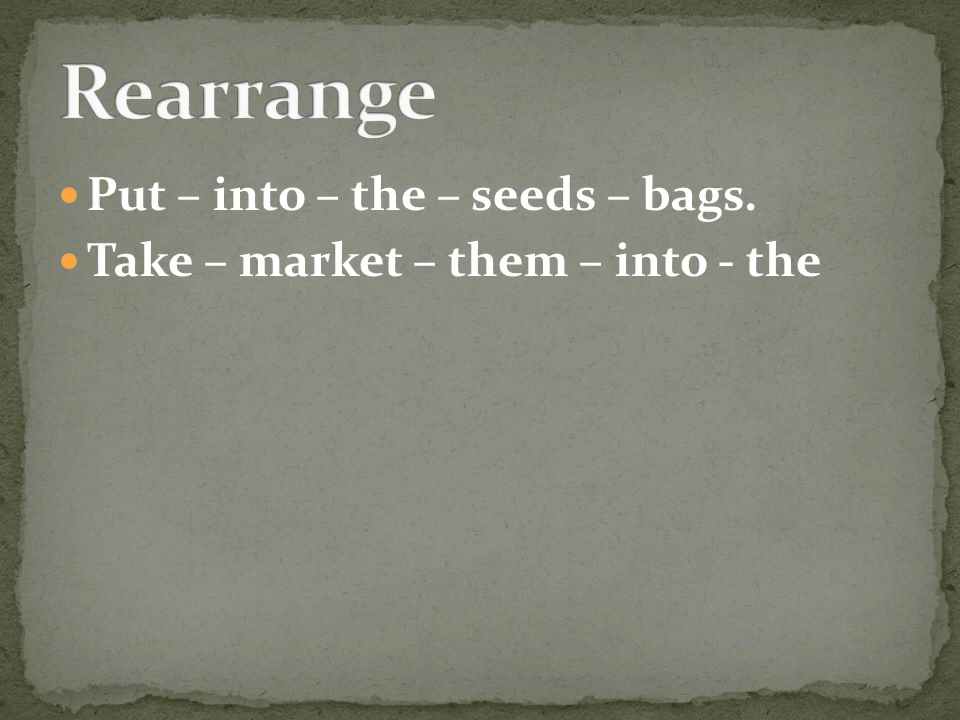 Rearrange
• Put – into – the – seeds – bags.
• Take – market – them – into - the